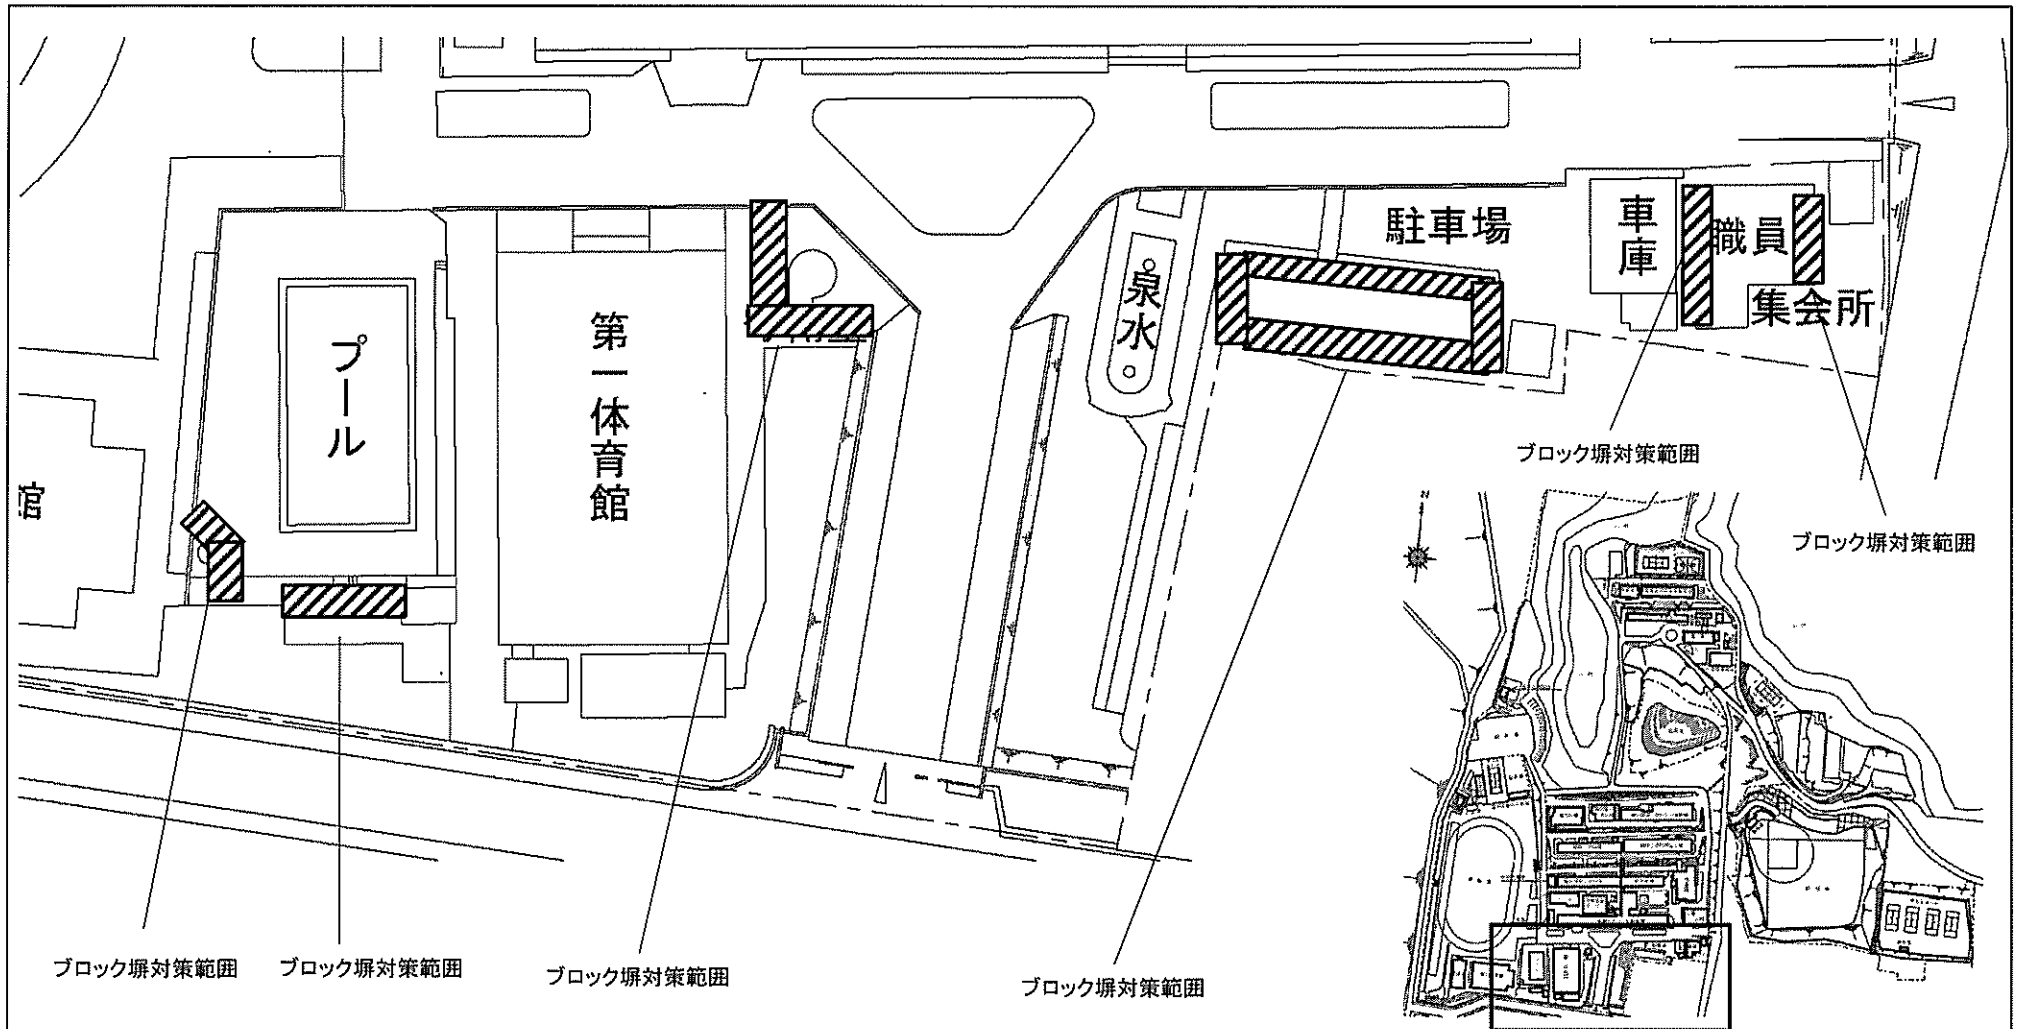 プール
第一体育館
泉水
駐車場
車庫
職員
集会所
館
ブロック塀対策範囲
ブロック塀対策範囲
ブロック塀対策範囲
ブロック塀対策範囲
ブロック塀対策範囲
ブロック塀対策範囲